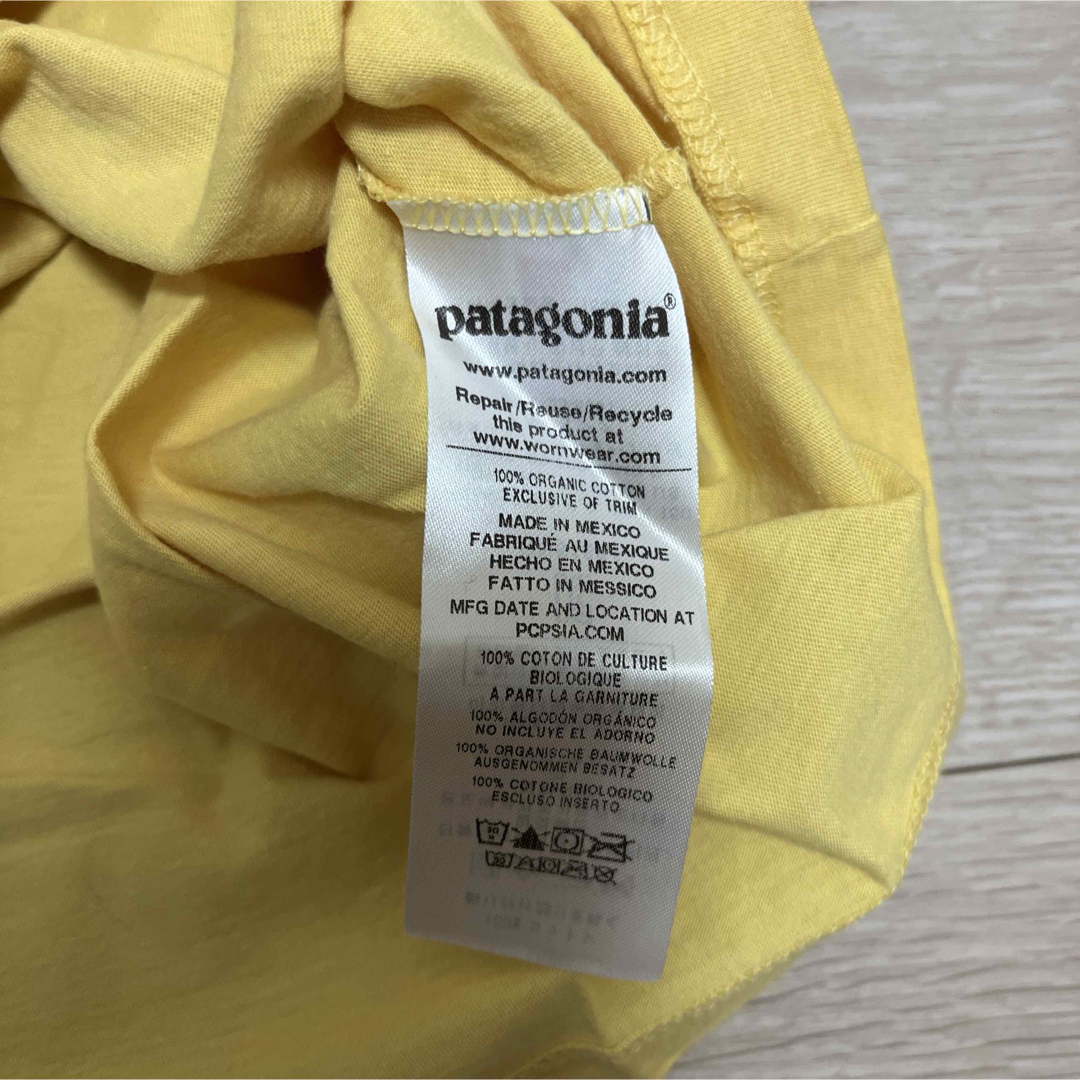 patagonia®
www.patagonia.com
Repair/Reuse/Recycle
this product at
www.wornwear.com
100% ORGANIC COTTON
EXCLUSIVE OF TRIM
MADE IN MEXICO
FABRIQUÉ AU MEXIQUE
HECHO EN MEXICO
FATTO IN MESSICO
MFG DATE AND LOCATION AT
PCPSIA.COM
100% COTON DE CULTURE
BIOLOGIQUE
A PART LA GARNITURE
100% ALGODÓN ORGÁNICO
NO INCLUYE EL ADORNO
100% ORGANISCHE BAUMWOLLE
AUSGENOMMEN BESATZ
100% COTONE BIOLOGICO
ESCLUSO INSERTO
30